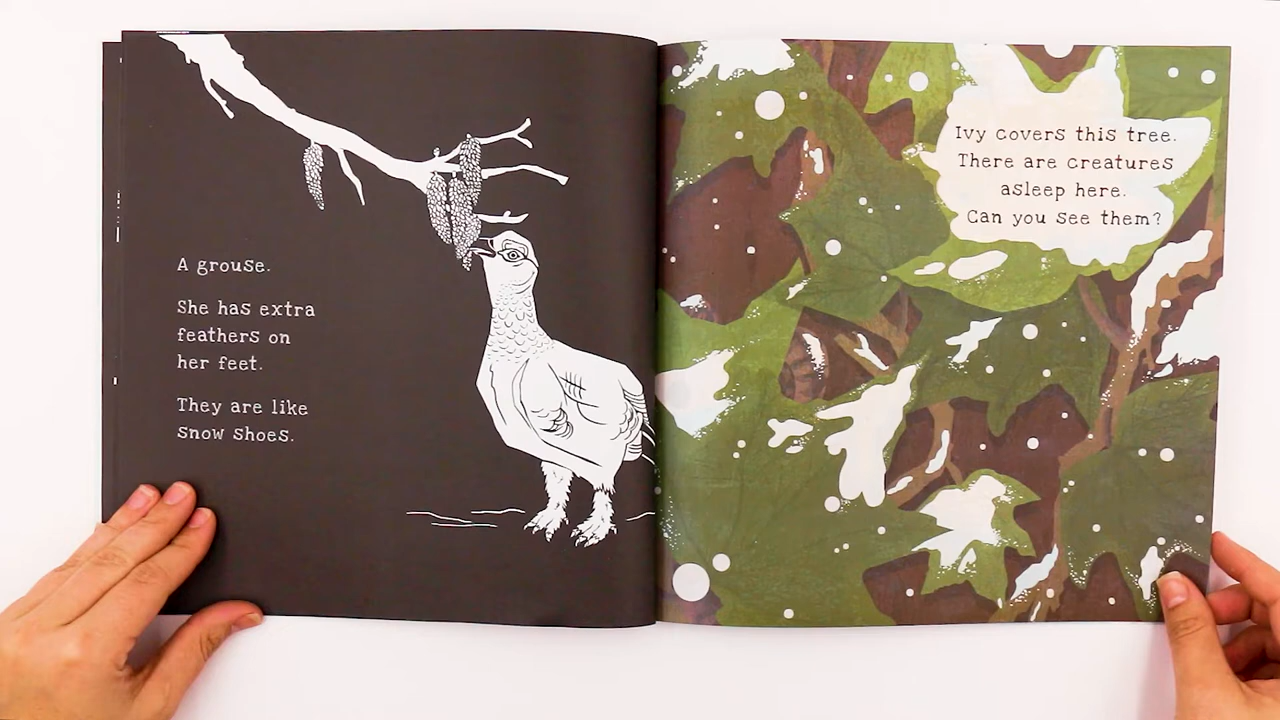 A grouse.
She has extra
feathers on
her feet.
They are like
snow shoes.
Ivy covers this tree.
There are creatures
asleep here.
Can you see them?